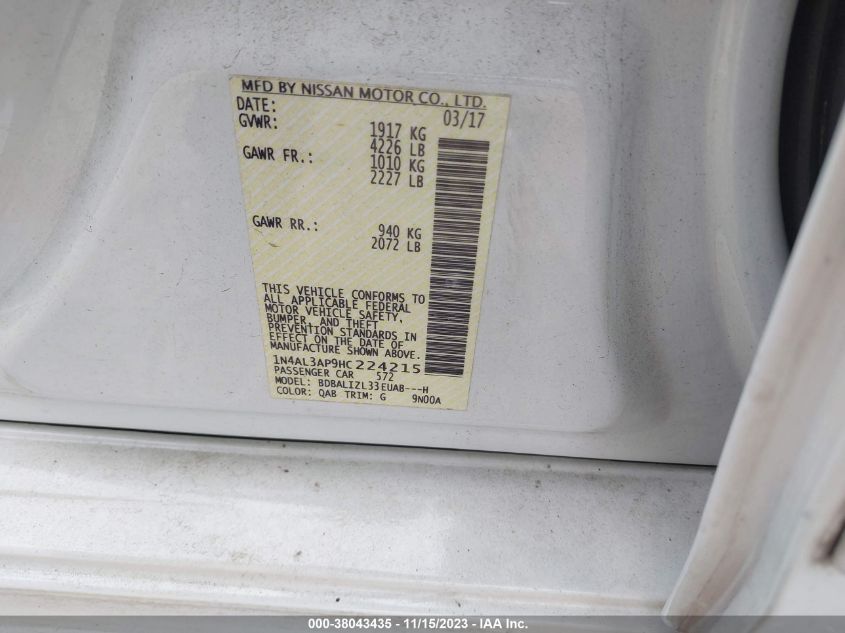 MFD BY NISSAN MOTOR CO., LTD.
DATE: 03/17
GVWR: 1917 KG
4226 LB
GAWR FR.: 1010 KG
2227 LB
GAWR RR.: 940 KG
2072 LB
THIS VEHICLE CONFORMS TO
ALL APPLICABLE FEDERAL
MOTOR VEHICLE SAFETY,
BUMPER, AND THEFT
PREVENTION STANDARDS IN
EFFECT ON THE DATE OF
MANUFACTURE SHOWN ABOVE.
1N4AL3AP9HC224215
PASSENGER CAR 572
MODEL: BDBALIZL33EUAB---H
COLOR: QAB TRIM: G 9N00A
000-38043435 - 11/15/2023 - IAA Inc.